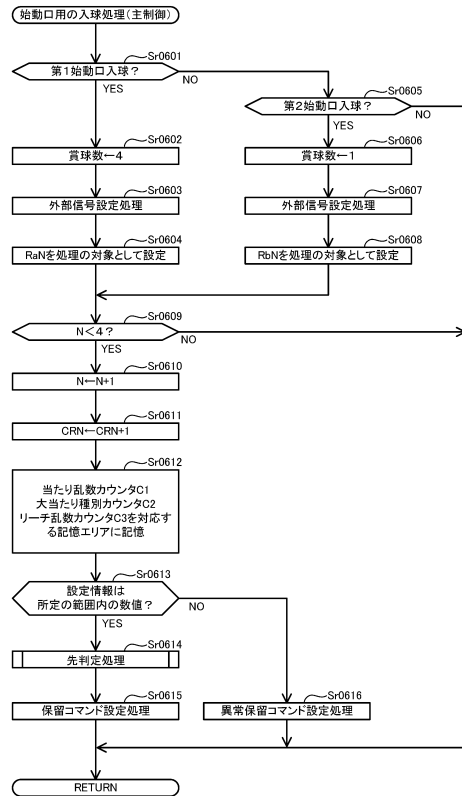 始動口用の入球処理(主制御)
Sr0601
第1始動口入球？
YES
NO
Sr0605
第2始動口入球？
YES
NO
Sr0602
賞球数←4
Sr0606
賞球数←1
Sr0603
外部信号設定処理
Sr0607
外部信号設定処理
Sr0604
RaNを処理の対象として設定
Sr0608
RbNを処理の対象として設定
Sr0609
N＜4？
YES
NO
Sr0610
N←N+1
Sr0611
CRN←CRN+1
Sr0612
当たり乱数カウンタC1
大当たり種別カウンタC2
リーチ乱数カウンタC3を対応す
る記憶エリアに記憶
Sr0613
設定情報は
所定の範囲内の数値？
YES
NO
Sr0614
先判定処理
Sr0615
保留コマンド設定処理
Sr0616
異常保留コマンド設定処理
RETURN